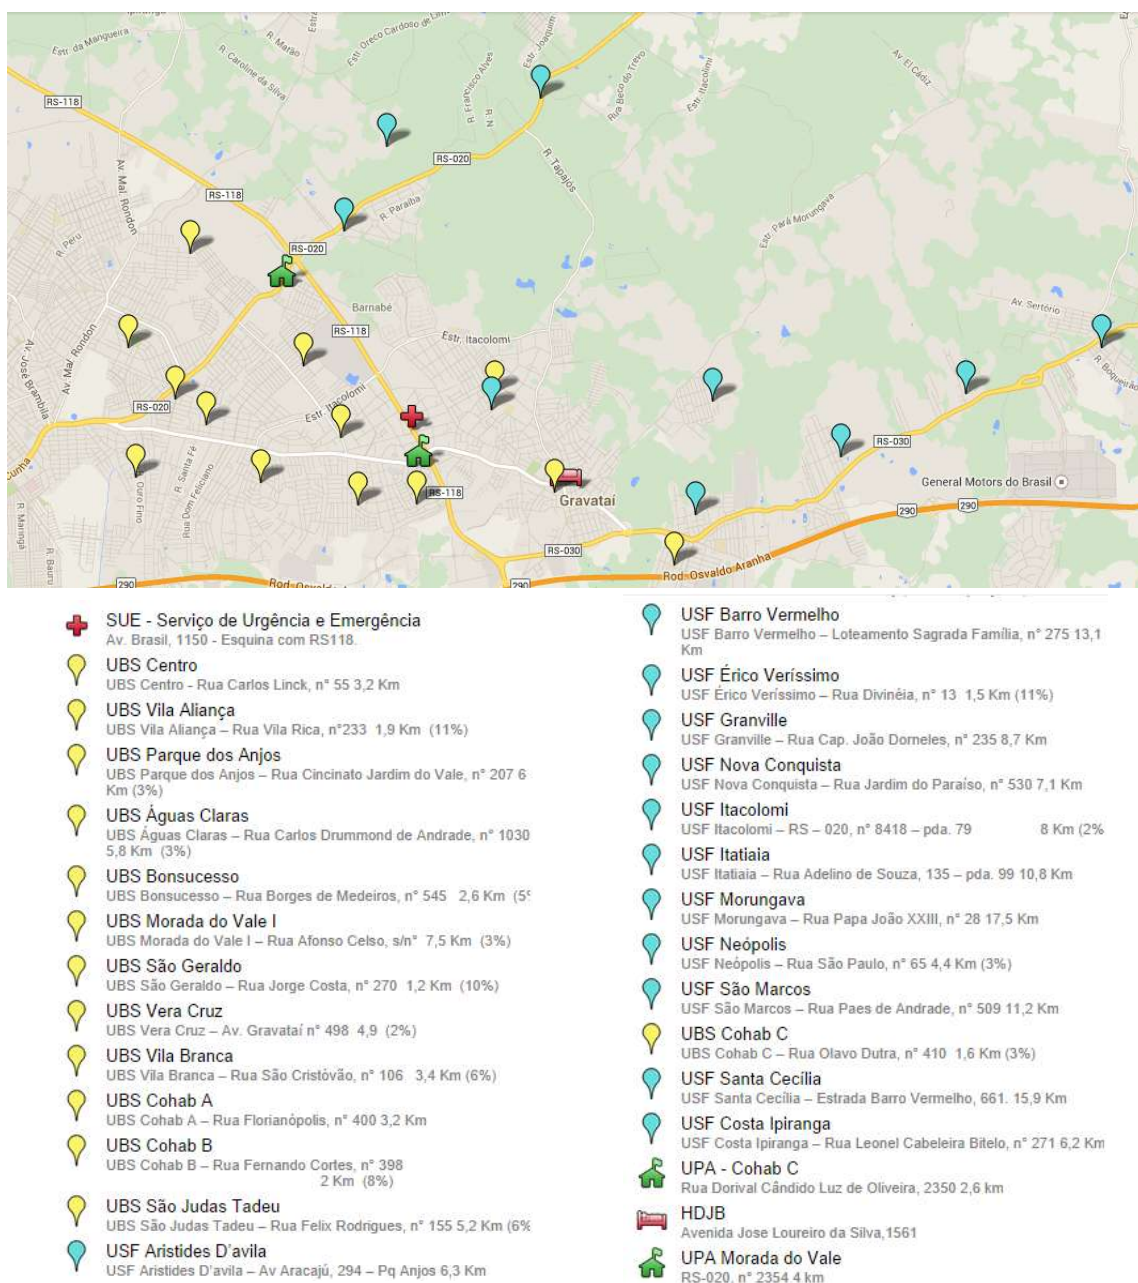 Ipiranga
Estr. da Mangueira
R. Marão
R. Caroline da Silva
Estr. Oreco Cardoso de Lima
R. Francisco Alves
R. N
Estr. Joaquim
Rua Beco do Trevo
Estr. Itacolimi
Av. El Cádiz
RS-118
RS-020
R. Tapajós
Av. Mal. Rondon
RS-118
R. Paraíba
Estr. Pará Morungava
R. Peru
RS-020
Av. Sertório
Barnabé
RS-118
Estr. Itacolomi
R. Boqueirão
Av. José Brambila
Av. Mal. Rondon
RS-020
Estr. Itacolomi
RS-030
Cunha
R. Ouro Fino
R. Santa Fé
Rua Dom Feliciano
RS-118
Gravataí
General Motors do Brasil
290
290
R. Maringá
R. Bauru
RS-030
Rod. Osvaldo Aranha
290
Rod. Osvaldo
290
SUE - Serviço de Urgência e Emergência
Av. Brasil, 1150 - Esquina com RS118.
UBS Centro
UBS Centro - Rua Carlos Linck, n° 55 3,2 Km
UBS Vila Aliança
UBS Vila Aliança – Rua Vila Rica, n°233 1,9 Km (11%)
UBS Parque dos Anjos
UBS Parque dos Anjos – Rua Cincinato Jardim do Vale, n° 207 6
Km (3%)
UBS Águas Claras
UBS Águas Claras – Rua Carlos Drummond de Andrade, n° 1030
5,8 Km (3%)
UBS Bonsucesso
UBS Bonsucesso – Rua Borges de Medeiros, n° 545 2,6 Km (5%
UBS Morada do Vale I
UBS Morada do Vale I – Rua Afonso Celso, s/n° 7,5 Km (3%)
UBS São Geraldo
UBS São Geraldo – Rua Jorge Costa, n° 270 1,2 Km (10%)
UBS Vera Cruz
UBS Vera Cruz – Av. Gravataí n° 498 4,9 (2%)
UBS Vila Branca
UBS Vila Branca – Rua São Cristóvão, n° 106 3,4 Km (6%)
UBS Cohab A
UBS Cohab A – Rua Florianópolis, n° 400 3,2 Km
UBS Cohab B
UBS Cohab B – Rua Fernando Cortes, n° 398
2 Km (8%)
UBS São Judas Tadeu
UBS São Judas Tadeu – Rua Felix Rodrigues, n° 155 5,2 Km (6%
USF Aristides D'avila
USF Aristides D'avila – Av Aracajú, 294 – Pq Anjos 6,3 Km
USF Barro Vermelho
USF Barro Vermelho – Loteamento Sagrada Família, n° 275 13,1
Km
USF Érico Veríssimo
USF Érico Veríssimo – Rua Divinéia, n° 13 1,5 Km (11%)
USF Granville
USF Granville – Rua Cap. João Dorneles, n° 235 8,7 Km
USF Nova Conquista
USF Nova Conquista – Rua Jardim do Paraíso, n° 530 7,1 Km
USF Itacolomi
USF Itacolomi – RS – 020, n° 8418 – pda. 79 8 Km (2%
USF Itatiaia
USF Itatiaia – Rua Adelino de Souza, 135 – pda. 99 10,8 Km
USF Morungava
USF Morungava – Rua Papa João XXIII, n° 28 17,5 Km
USF Neópolis
USF Neópolis – Rua São Paulo, n° 65 4,4 Km (3%)
USF São Marcos
USF São Marcos – Rua Paes de Andrade, n° 509 11,2 Km
UBS Cohab C
UBS Cohab C – Rua Olavo Dutra, n° 410 1,6 Km (3%)
USF Santa Cecília
USF Santa Cecília – Estrada Barro Vermelho, 661. 15,9 Km
USF Costa Ipiranga
USF Costa Ipiranga – Rua Leonel Cabeleira Bitelo, n° 271 6,2 Km
UPA - Cohab C
Rua Dorival Cândido Luz de Oliveira, 2350 2,6 km
HDJB
Avenida Jose Loureiro da Silva,1561
UPA Morada do Vale
RS-020, n° 2354 4 km